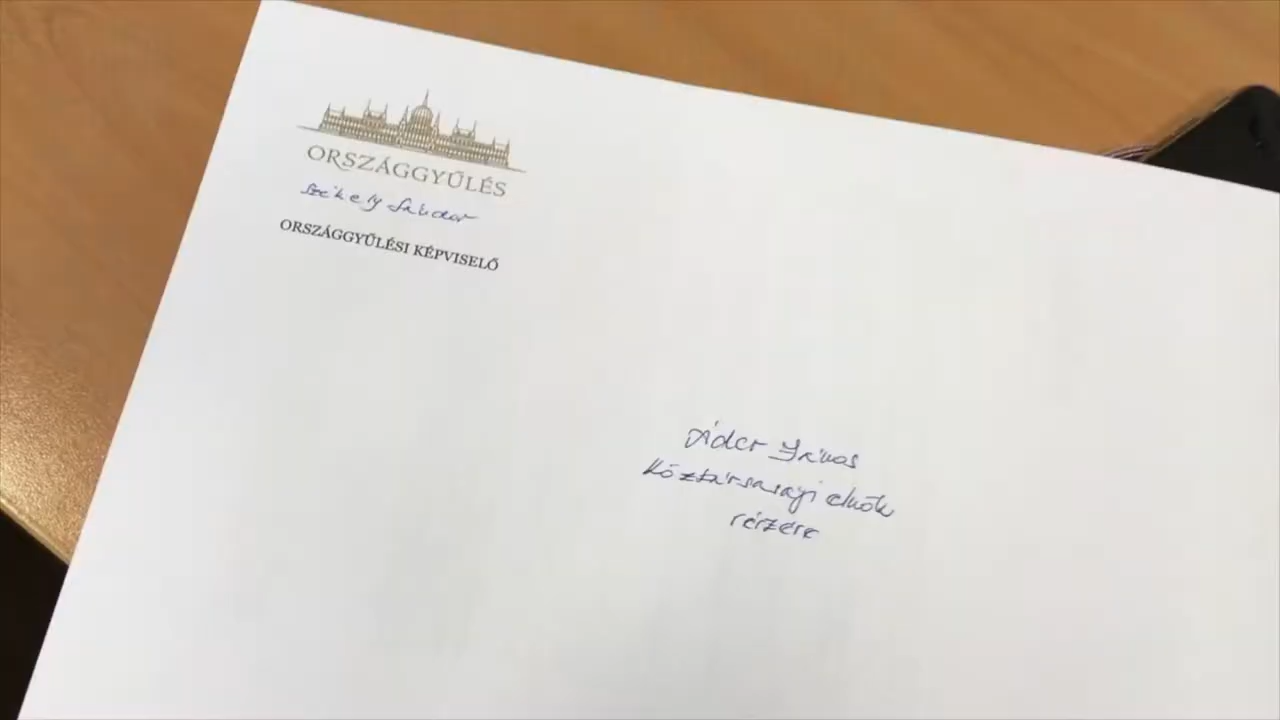 ORSZÁGGYŰLÉS
Székely Sándor
ORSZÁGGYŰLÉSI KÉPVISELŐ
Áder János
Köztársasági elnök
részére